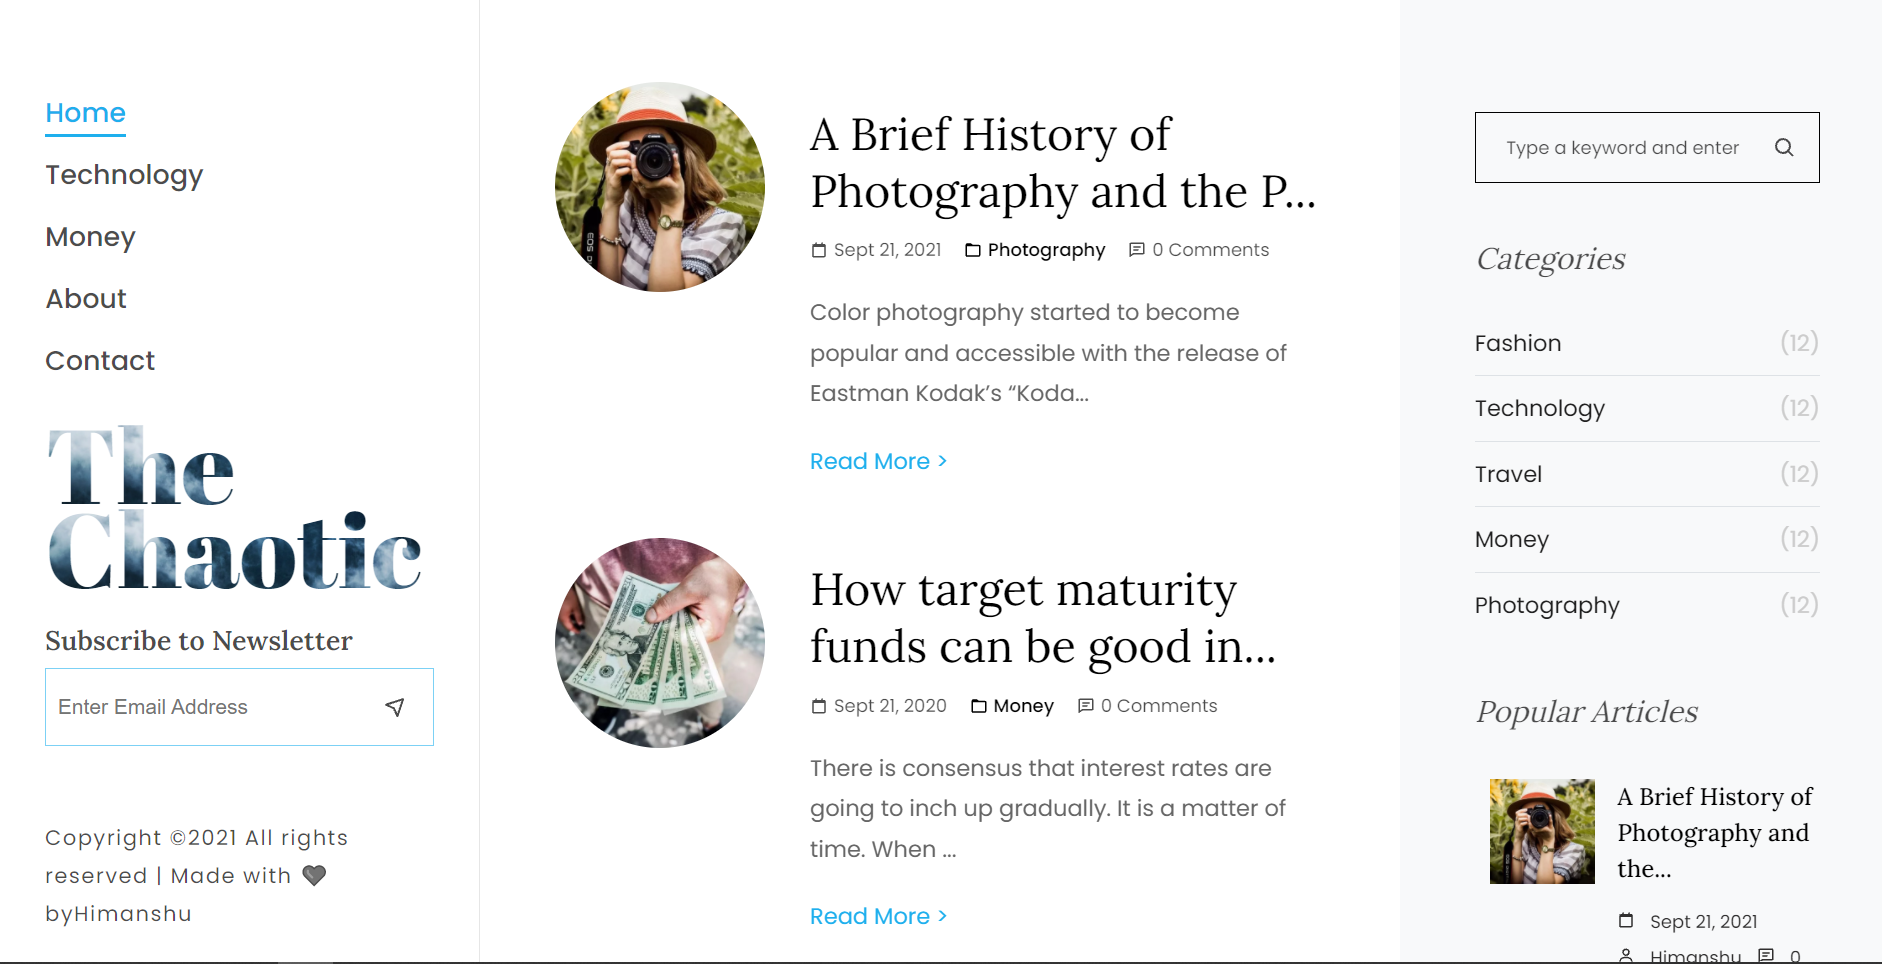 Home
Technology
Money
About
Contact
The
Chaotic
Subscribe to Newsletter
Enter Email Address
Copyright ©2021 All rights
reserved | Made with 🖤
byHimanshu
A Brief History of
Photography and the P...
Sept 21, 2021 Photography 0 Comments
Color photography started to become
popular and accessible with the release of
Eastman Kodak’s “Koda...
Read More >
How target maturity
funds can be good in...
Sept 21, 2020 Money 0 Comments
There is consensus that interest rates are
going to inch up gradually. It is a matter of
time. When ...
Read More >
Type a keyword and enter
Categories
Fashion (12)
Technology (12)
Travel (12)
Money (12)
Photography (12)
Popular Articles
A Brief History of
Photography and
the...
Sept 21, 2021
Himanshu 0